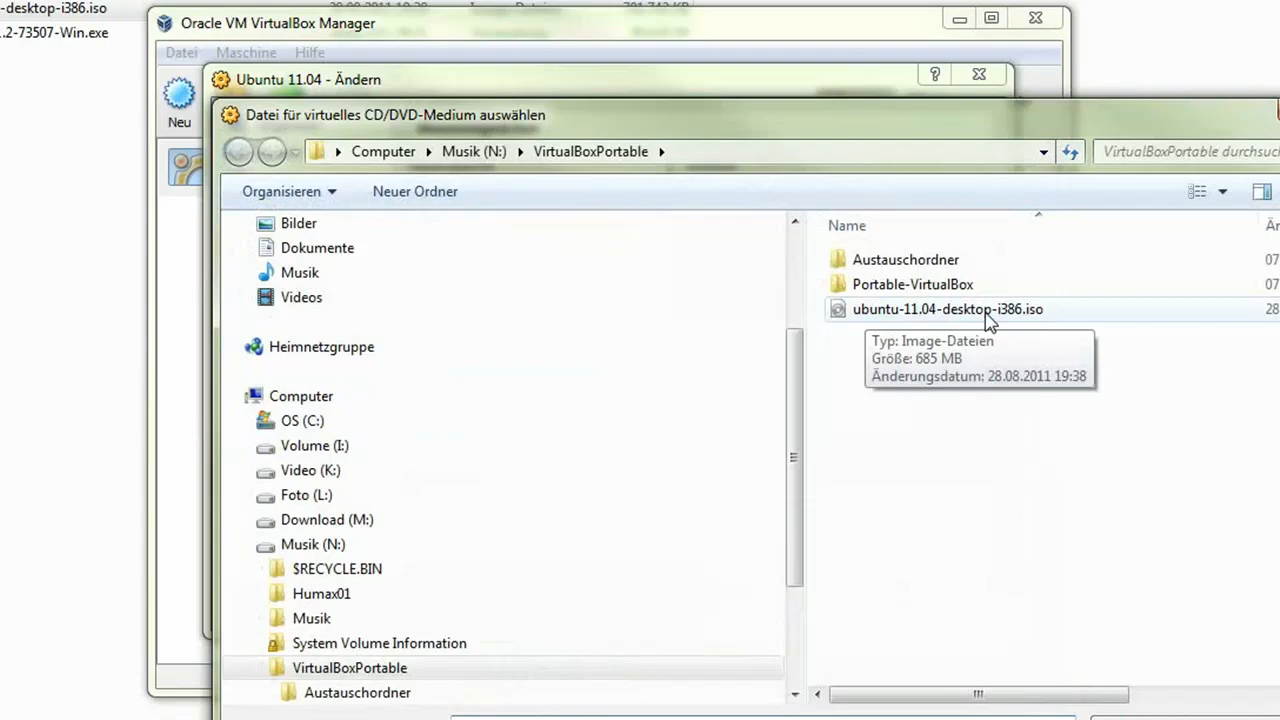 -desktop-i386.iso
.2-73507-Win.exe
Oracle VM VirtualBox Manager
Datei Maschine Hilfe
Neu
Ubuntu 11.04 - Ändern
?
Datei für virtuelles CD/DVD-Medium auswählen
Computer Musik (N:) VirtualBoxPortable
VirtualBoxPortable durchsuc
Organisieren Neuer Ordner
Bilder
Dokumente
Musik
Videos
Heimnetzgruppe
Computer
OS (C:)
Volume (I:)
Video (K:)
Foto (L:)
Download (M:)
Musik (N:)
$RECYCLE.BIN
Humax01
Musik
System Volume Information
VirtualBoxPortable
Austauschordner
Name Är
Austauschordner 07
Portable-VirtualBox 07
ubuntu-11.04-desktop-i386.iso 28
Typ: Image-Dateien
Größe: 685 MB
Änderungsdatum: 28.08.2011 19:38